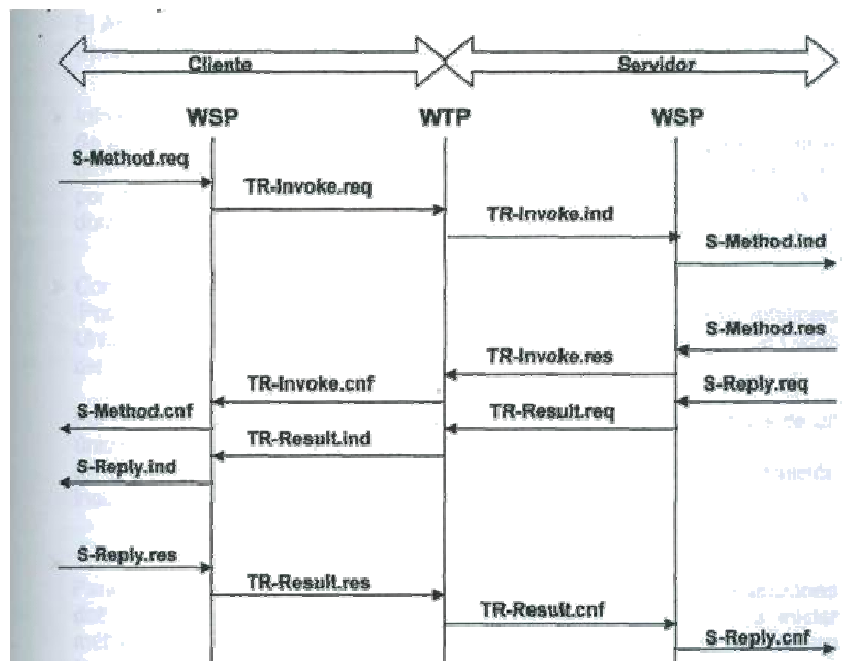 Cliente
Servidor
WSP
WTP
WSP
S-Method.req
TR-Invoke.req
TR-Invoke.ind
S-Method.ind
S-Method.res
TR-Invoke.res
TR-Invoke.cnf
S-Reply.req
S-Method.cnf
TR-Result.req
TR-Result.ind
S-Reply.ind
S-Reply.res
TR-Result.res
TR-Result.cnf
S-Reply.cnf